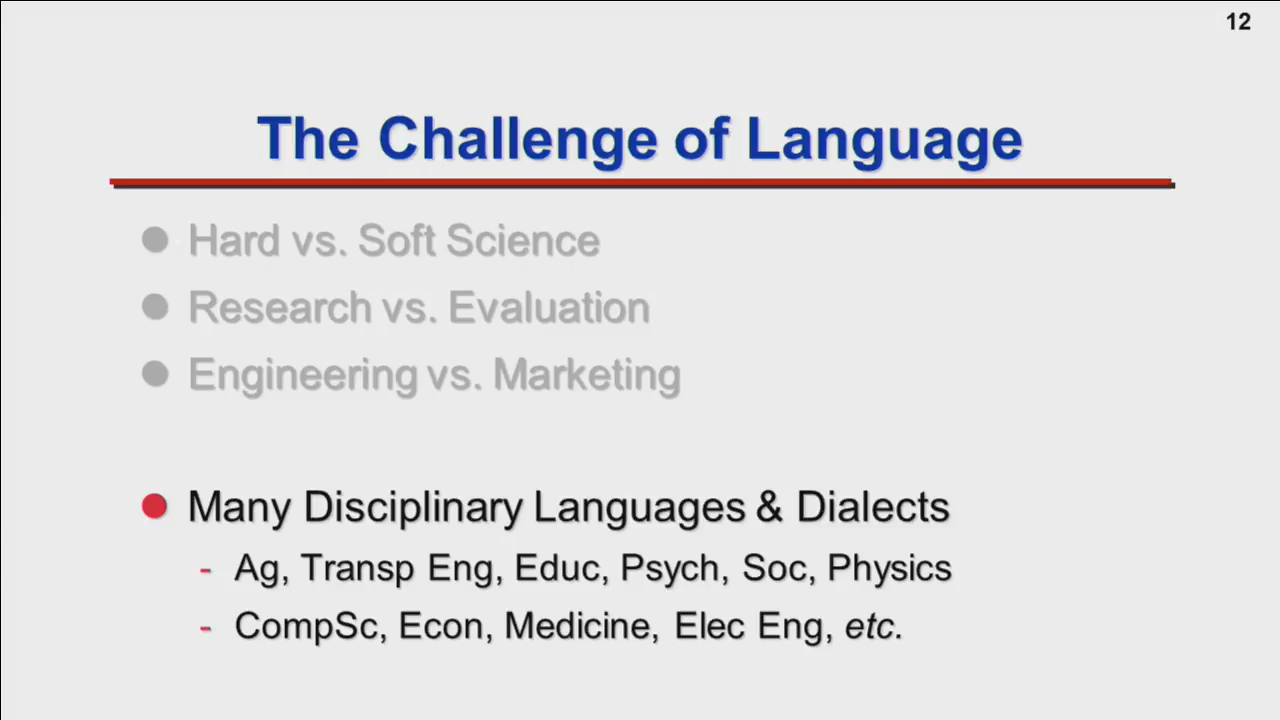 12
The Challenge of Language
● Hard vs. Soft Science
● Research vs. Evaluation
● Engineering vs. Marketing
● Many Disciplinary Languages & Dialects
- Ag, Transp Eng, Educ, Psych, Soc, Physics
- CompSc, Econ, Medicine, Elec Eng, etc.